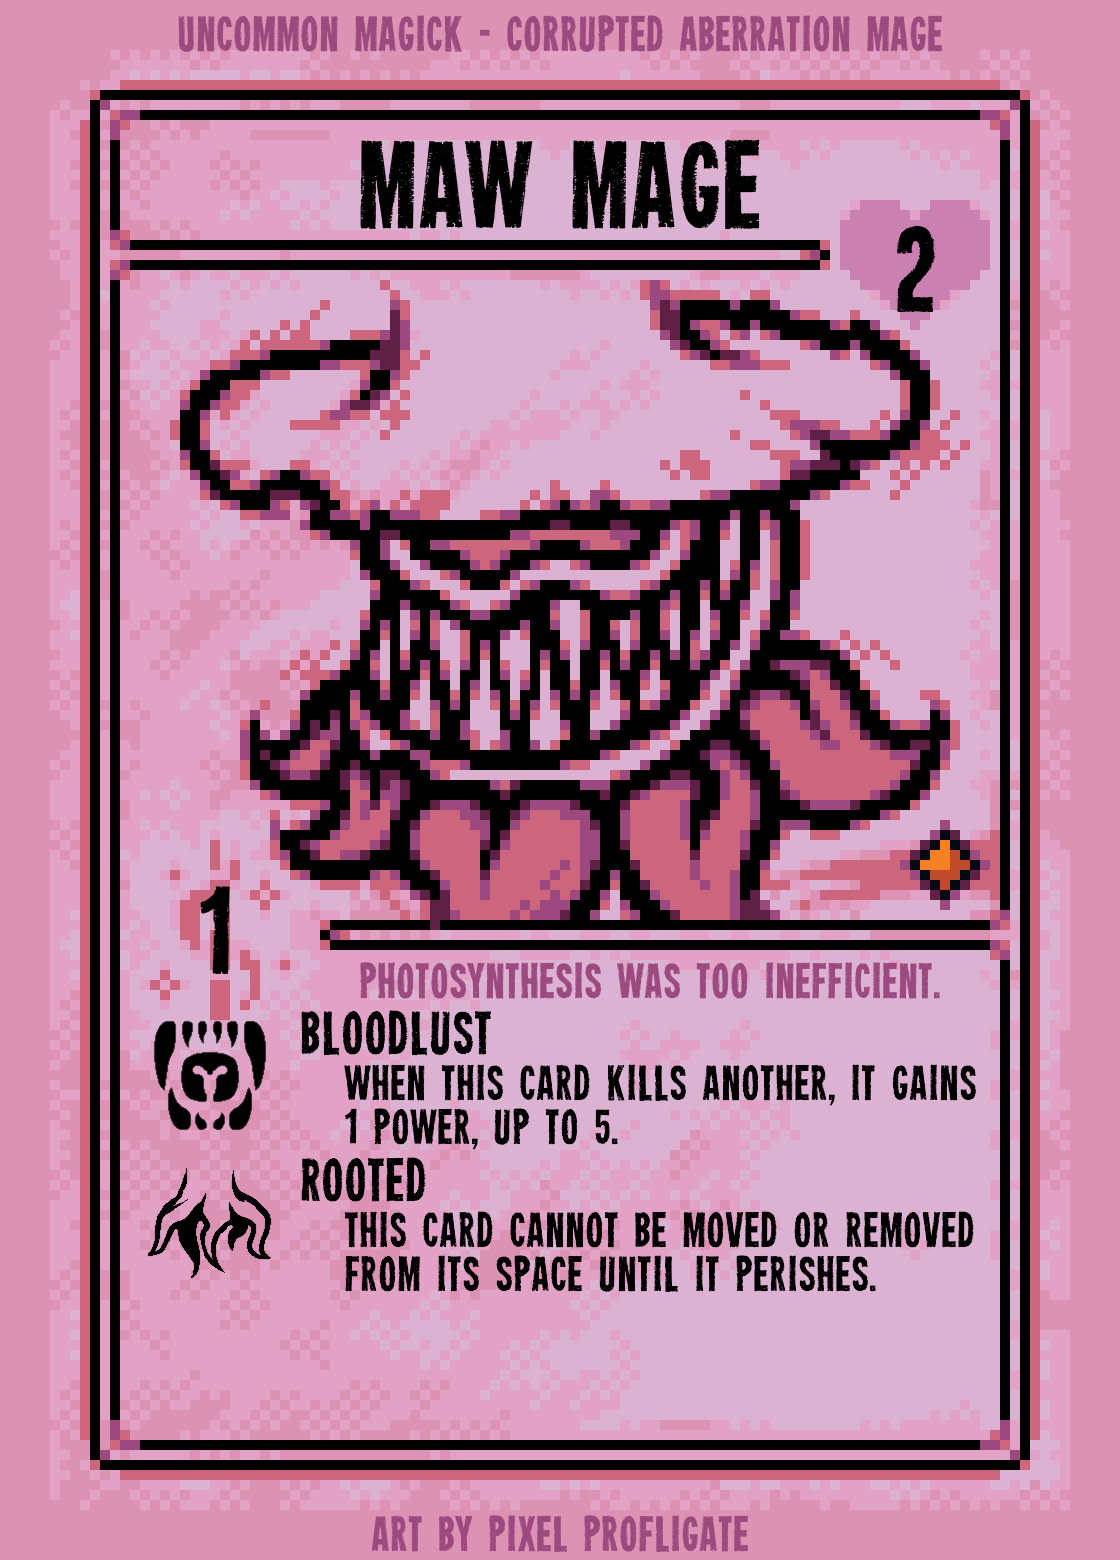 UNCOMMON MAGICK - CORRUPTED ABERRATION MAGE
MAW MAGE
2
1
PHOTOSYNTHESIS WAS TOO INEFFICIENT.
BLOODLUST
WHEN THIS CARD KILLS ANOTHER, IT GAINS
1 POWER, UP TO 5.
ROOTED
THIS CARD CANNOT BE MOVED OR REMOVED
FROM ITS SPACE UNTIL IT PERISHES.
ART BY PIXEL PROFLIGATE